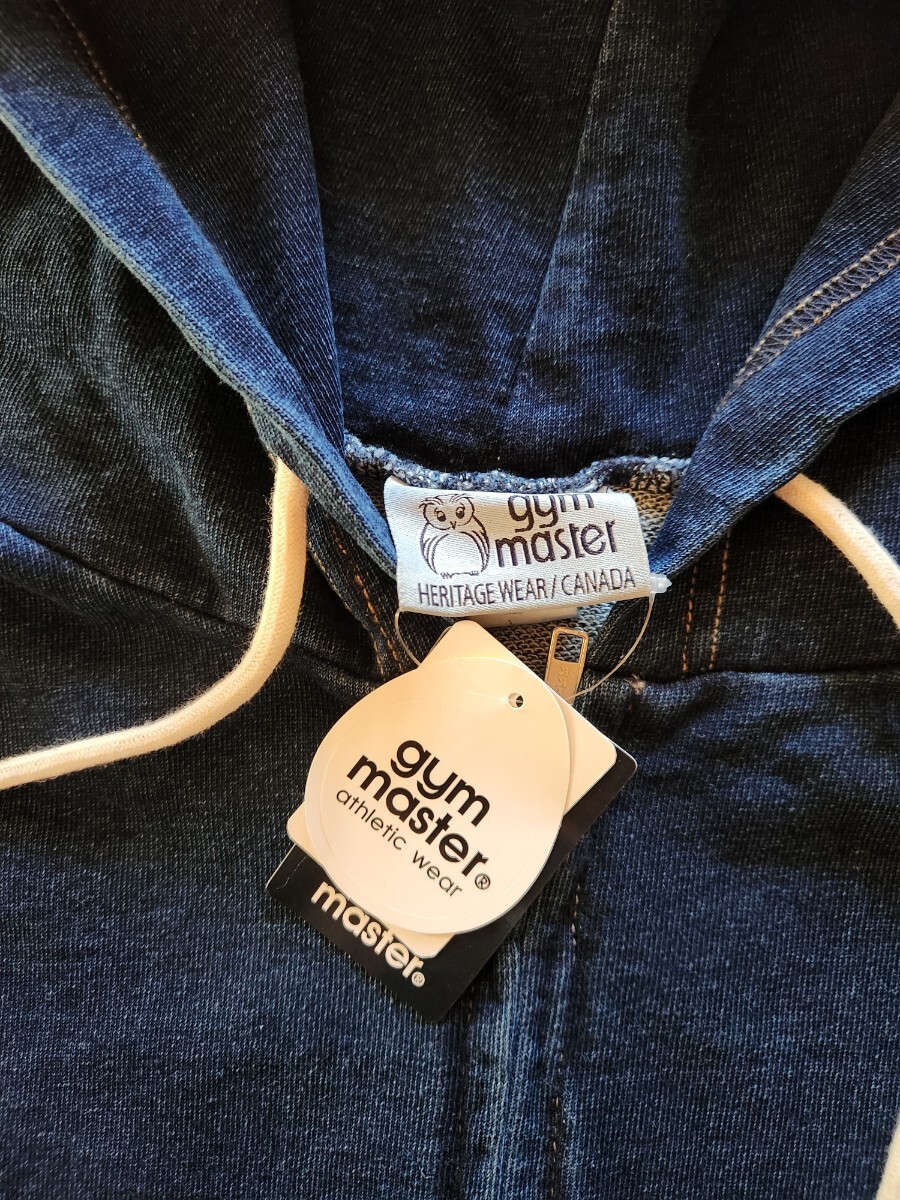 gym
master
HERITAGE WEAR / CANADA
gym
master®
athletic wear
master®